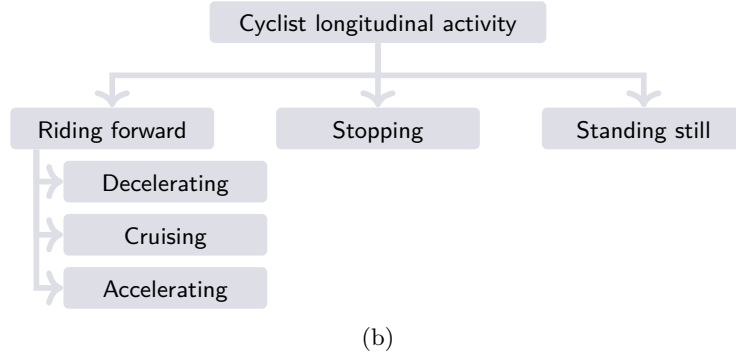 Cyclist longitudinal activity
Riding forward
Stopping
Standing still
Decelerating
Cruising
Accelerating
(b)